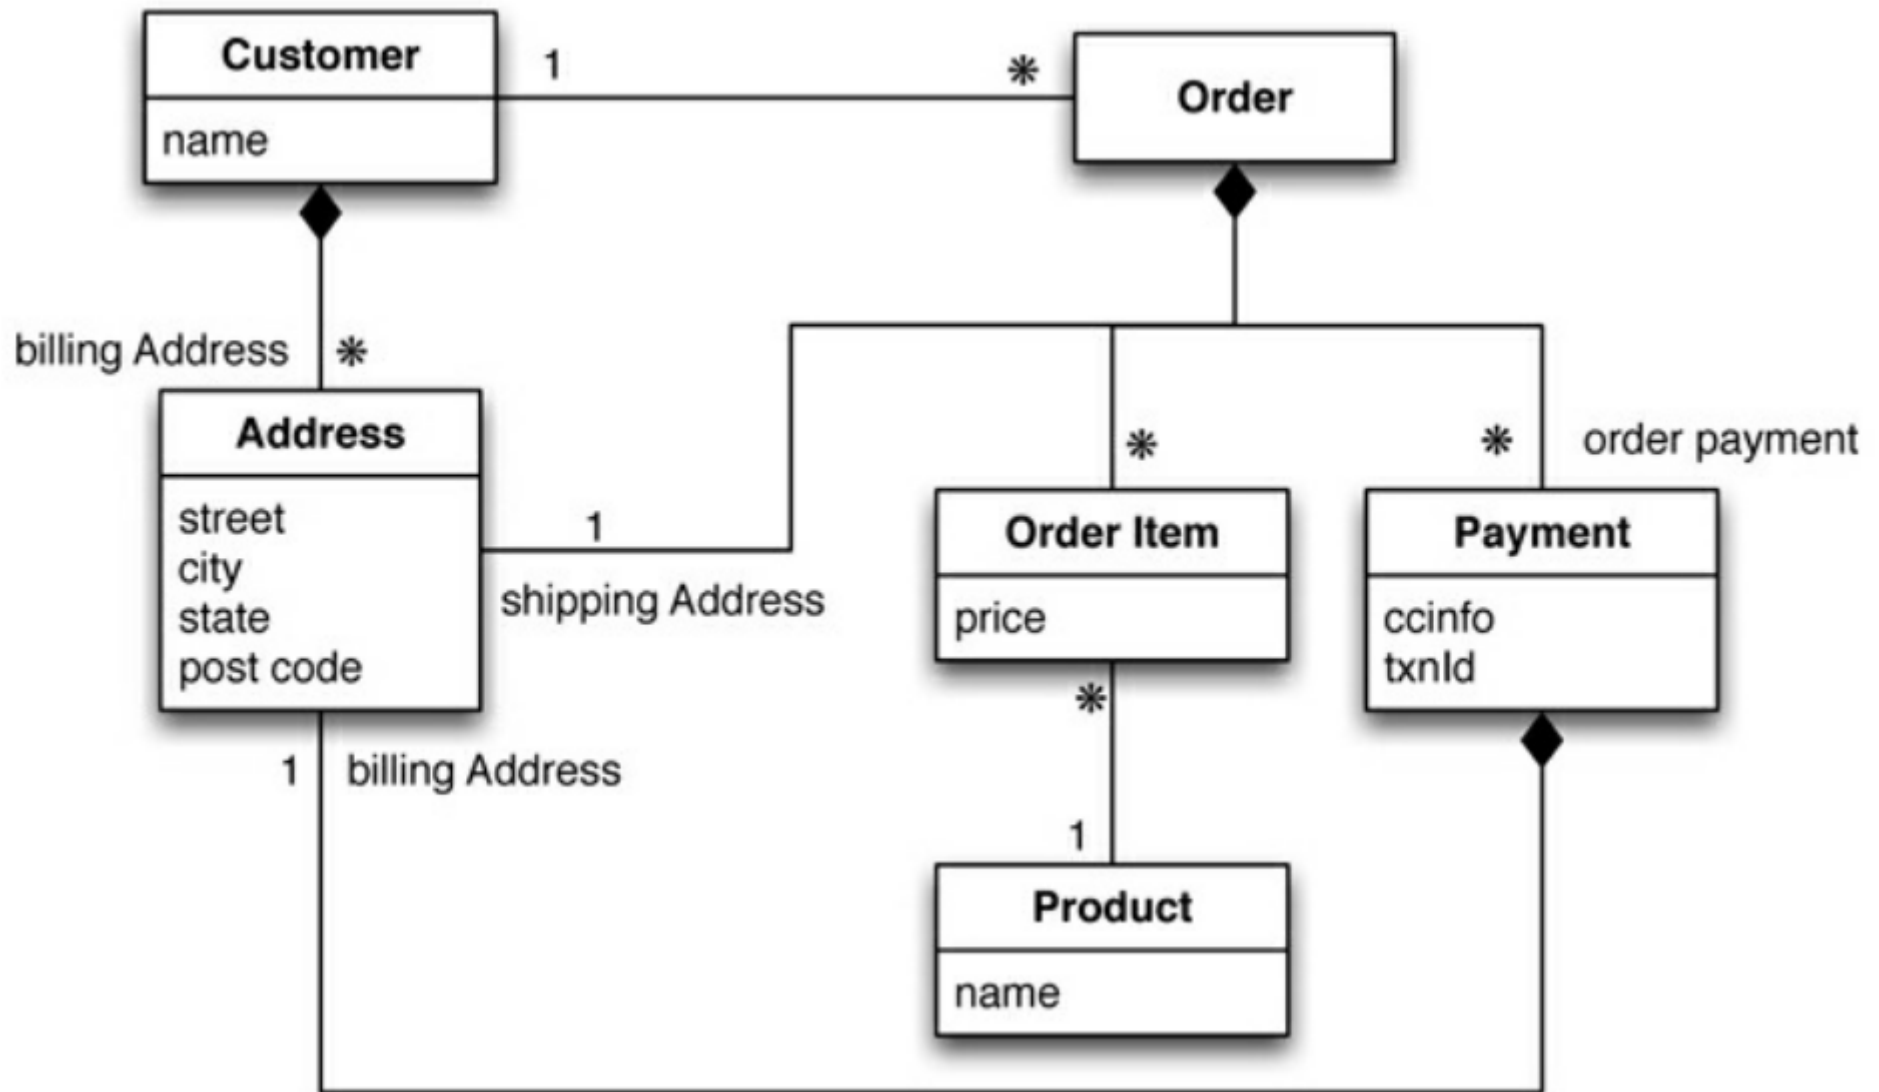 Customer
1
*
Order
name
billing Address
*
Address
street
city
state
post code
1
shipping Address
*
Order Item
price
*
order payment
Payment
ccinfo
txnId
*
1
Product
name
1
billing Address